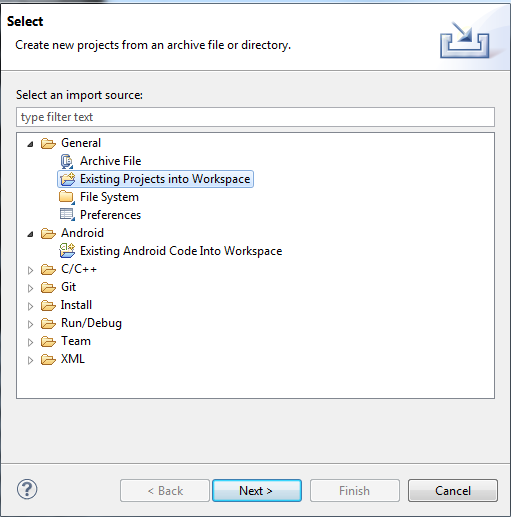 Select
Create new projects from an archive file or directory.
Select an import source:
type filter text
General
Archive File
Existing Projects into Workspace
File System
Preferences
Android
Existing Android Code Into Workspace
C/C++
Git
Install
Run/Debug
Team
XML
?
< Back
Next >
Finish
Cancel